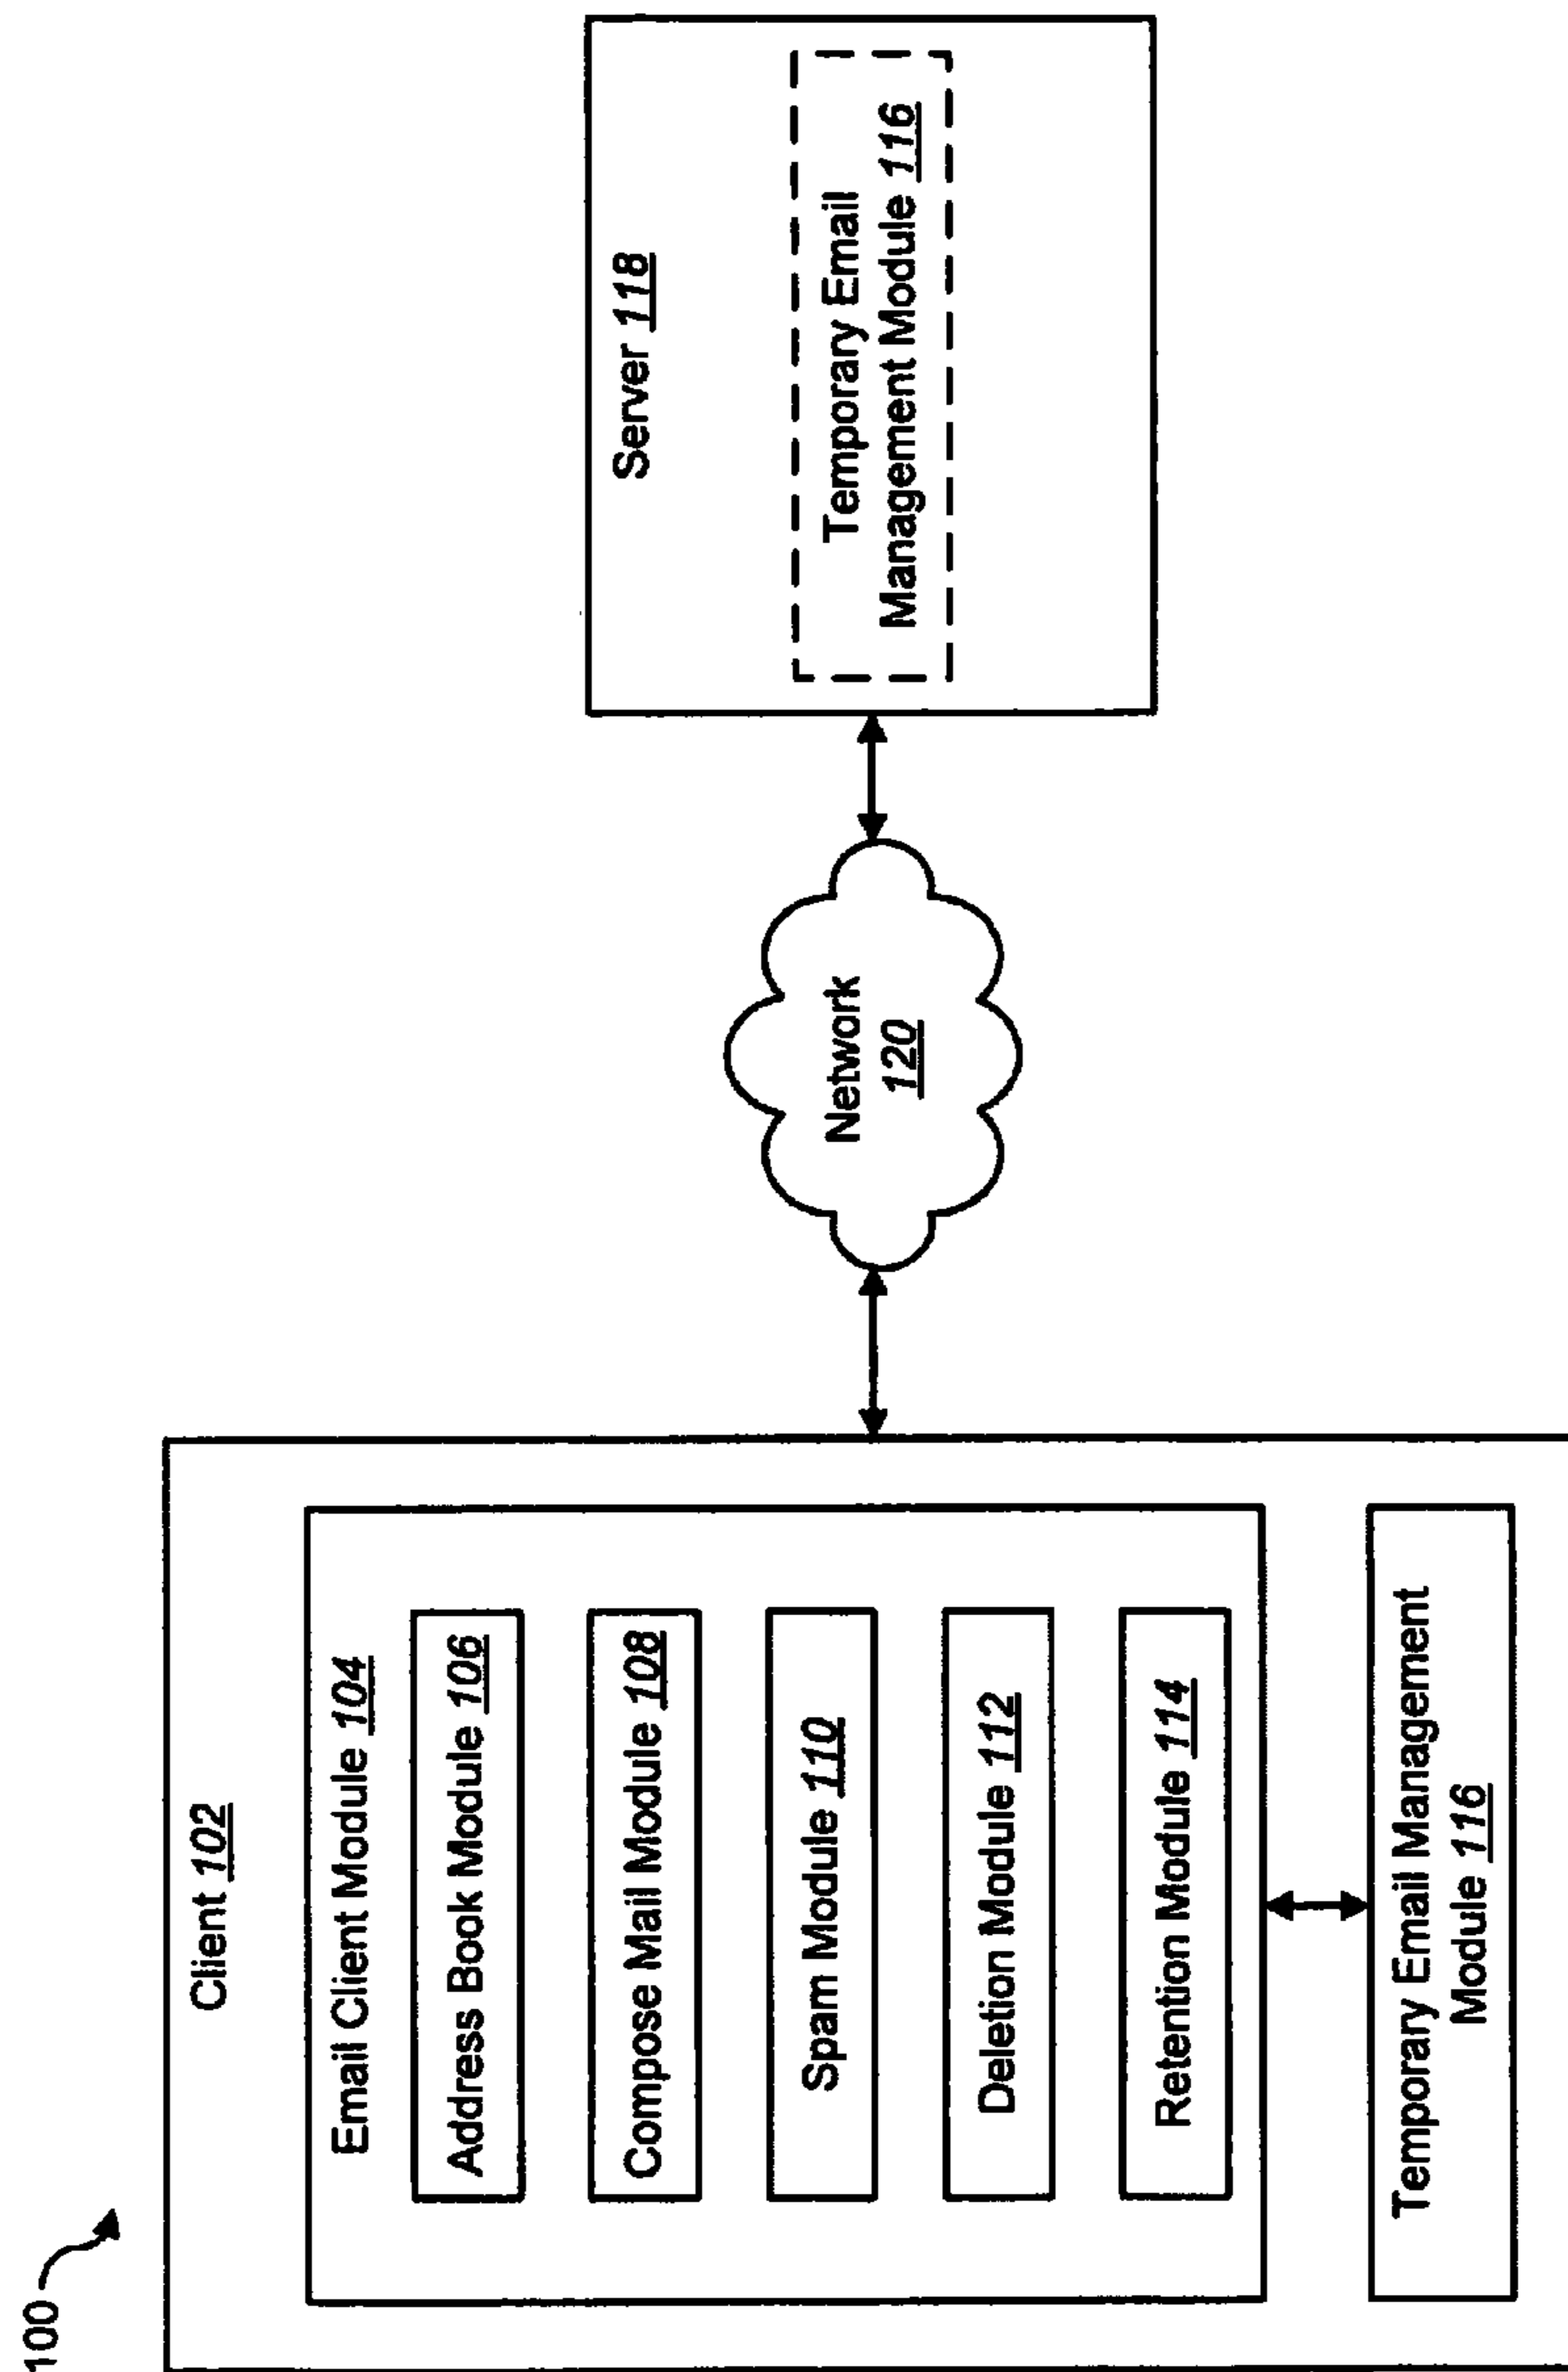 100
Client 102
Email Client Module 104
Address Book Module 106
Compose Mail Module 108
Spam Module 110
Deletion Module 112
Retention Module 114
Temporary Email Management
Module 116
Network
120
Server 118
Temporary Email
Management Module 116